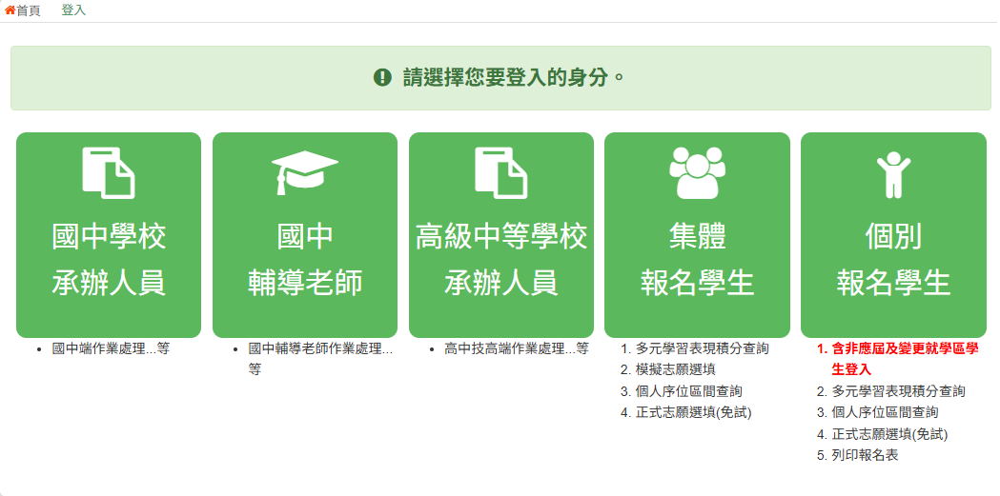 首頁 登入
請選擇您要登入的身分。
國中學校
承辦人員
國中端作業處理...等
國中
輔導老師
國中輔導老師作業處理...
等
高級中等學校
承辦人員
高中技高端作業處理...等
集體
報名學生
1. 多元學習表現積分查詢
2. 模擬志願選填
3. 個人序位區間查詢
4. 正式志願選填(免試)
個別
報名學生
1. 含非應屆及變更就學區學
生登入
2. 多元學習表現積分查詢
3. 個人序位區間查詢
4. 正式志願選填(免試)
5. 列印報名表